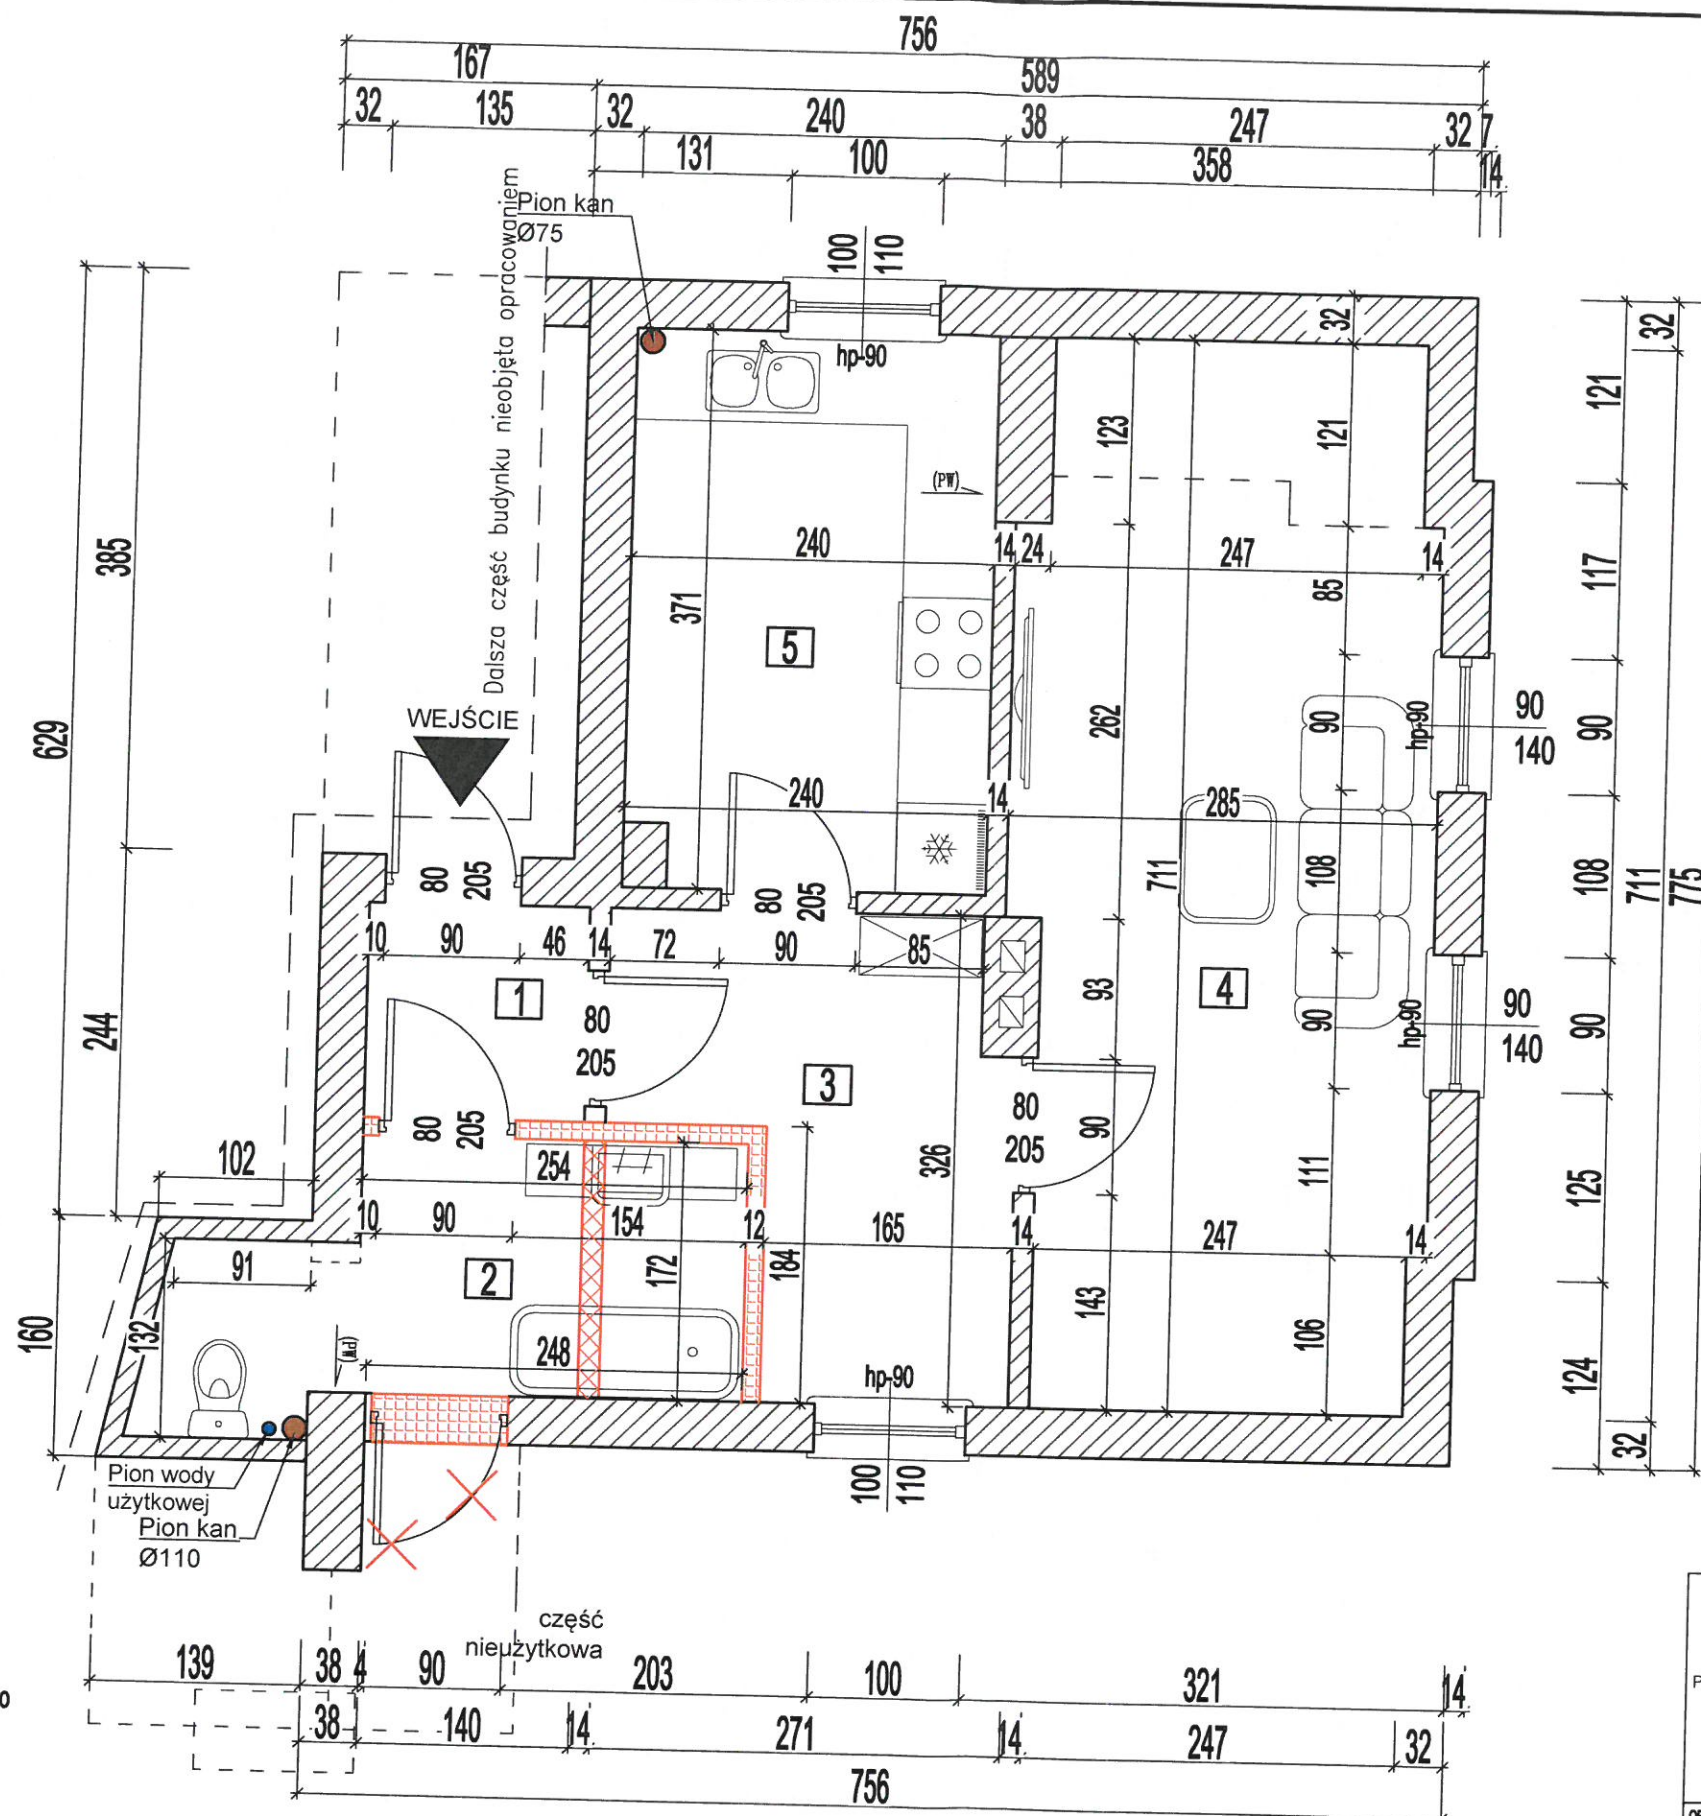 756
167 589
32 135 32 240 38 247 32 7
131 100 358 14
Pion kan
Ø75
Dalsza część budynku nieobjęta opracowaniem
100 110
hp-90
32
32
121
123
121
(PW)
385
240 14 24 247 14
117
85
371
5
629
WEJŚCIE
262
90
hp-90
90
140
90
240 14
285
80 205
80 205
711
108
108
711
775
10 90 46 14 72 90 85
1
80
205
93
4
90
hp-90
90
140
90
244
3
80 205
80
205
90
102
254
326
111
125
10 90 154 12 165 14 247 14
91
2
172
184
143
160
132
(PW)
248
106
124
hp-90
32
100 110
Pion wody
użytkowej
Pion kan
Ø110
część
nieużytkowa
139 38 4 90 203 100 321 14
38 140 14 271 14 247 32
756